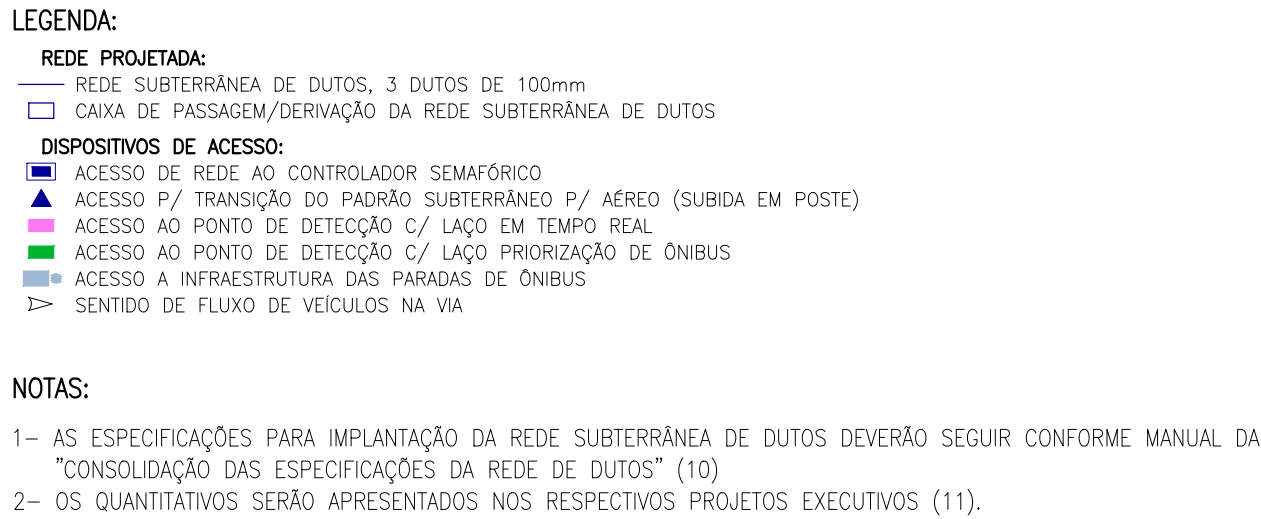 LEGENDA:
REDE PROJETADA:
REDE SUBTERRÂNEA DE DUTOS, 3 DUTOS DE 100mm
CAIXA DE PASSAGEM/DERIVAÇÃO DA REDE SUBTERRÂNEA DE DUTOS
DISPOSITIVOS DE ACESSO:
ACESSO DE REDE AO CONTROLADOR SEMAFÓRICO
ACESSO P/ TRANSIÇÃO DO PADRÃO SUBTERRÂNEO P/ AÉREO (SUBIDA EM POSTE)
ACESSO AO PONTO DE DETECÇÃO C/ LAÇO EM TEMPO REAL
ACESSO AO PONTO DE DETECÇÃO C/ LAÇO PRIORIZAÇÃO DE ÔNIBUS
ACESSO A INFRAESTRUTURA DAS PARADAS DE ÔNIBUS
SENTIDO DE FLUXO DE VEÍCULOS NA VIA
NOTAS:
1- AS ESPECIFICAÇÕES PARA IMPLANTAÇÃO DA REDE SUBTERRÂNEA DE DUTOS DEVERÃO SEGUIR CONFORME MANUAL DA
"CONSOLIDAÇÃO DAS ESPECIFICAÇÕES DA REDE DE DUTOS" (10)
2- OS QUANTITATIVOS SERÃO APRESENTADOS NOS RESPECTIVOS PROJETOS EXECUTIVOS (11).